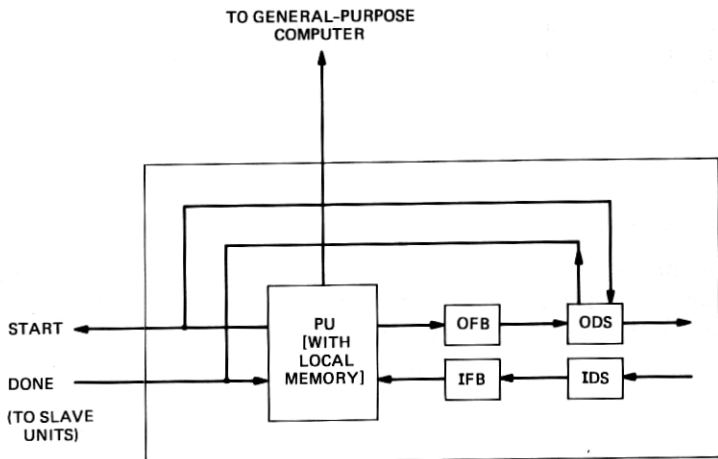 TO GENERAL-PURPOSE
COMPUTER
START
DONE
(TO SLAVE
UNITS)
PU
[WITH
LOCAL
MEMORY]
OFB
ODS
IFB
IDS